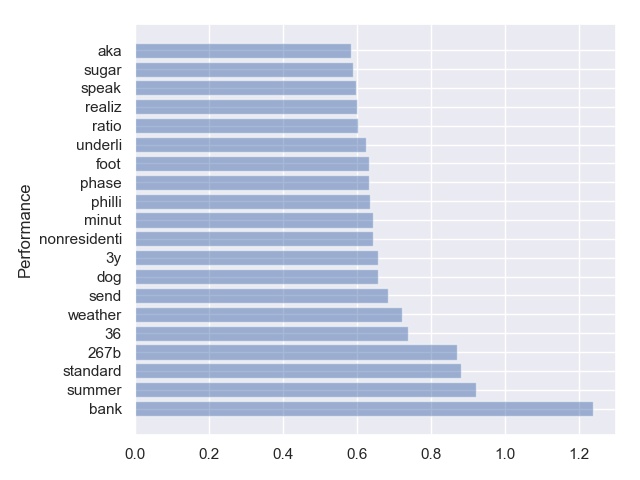 aka
sugar
speak
realiz
ratio
underli
foot
phase
philli
minut
nonresidenti
3y
dog
send
weather
36
267b
standard
summer
bank
Performance
0.0 0.2 0.4 0.6 0.8 1.0 1.2